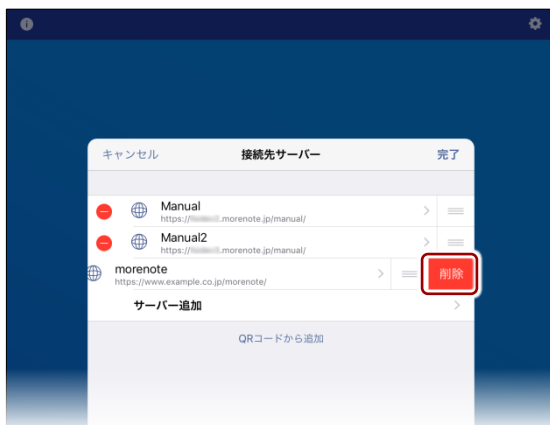 キャンセル 接続先サーバー 完了
Manual
https://.morenote.jp/manual/
Manual2
https://.morenote.jp/manual/
morenote
https://www.example.co.jp/morenote/
削除
サーバー追加
QRコードから追加